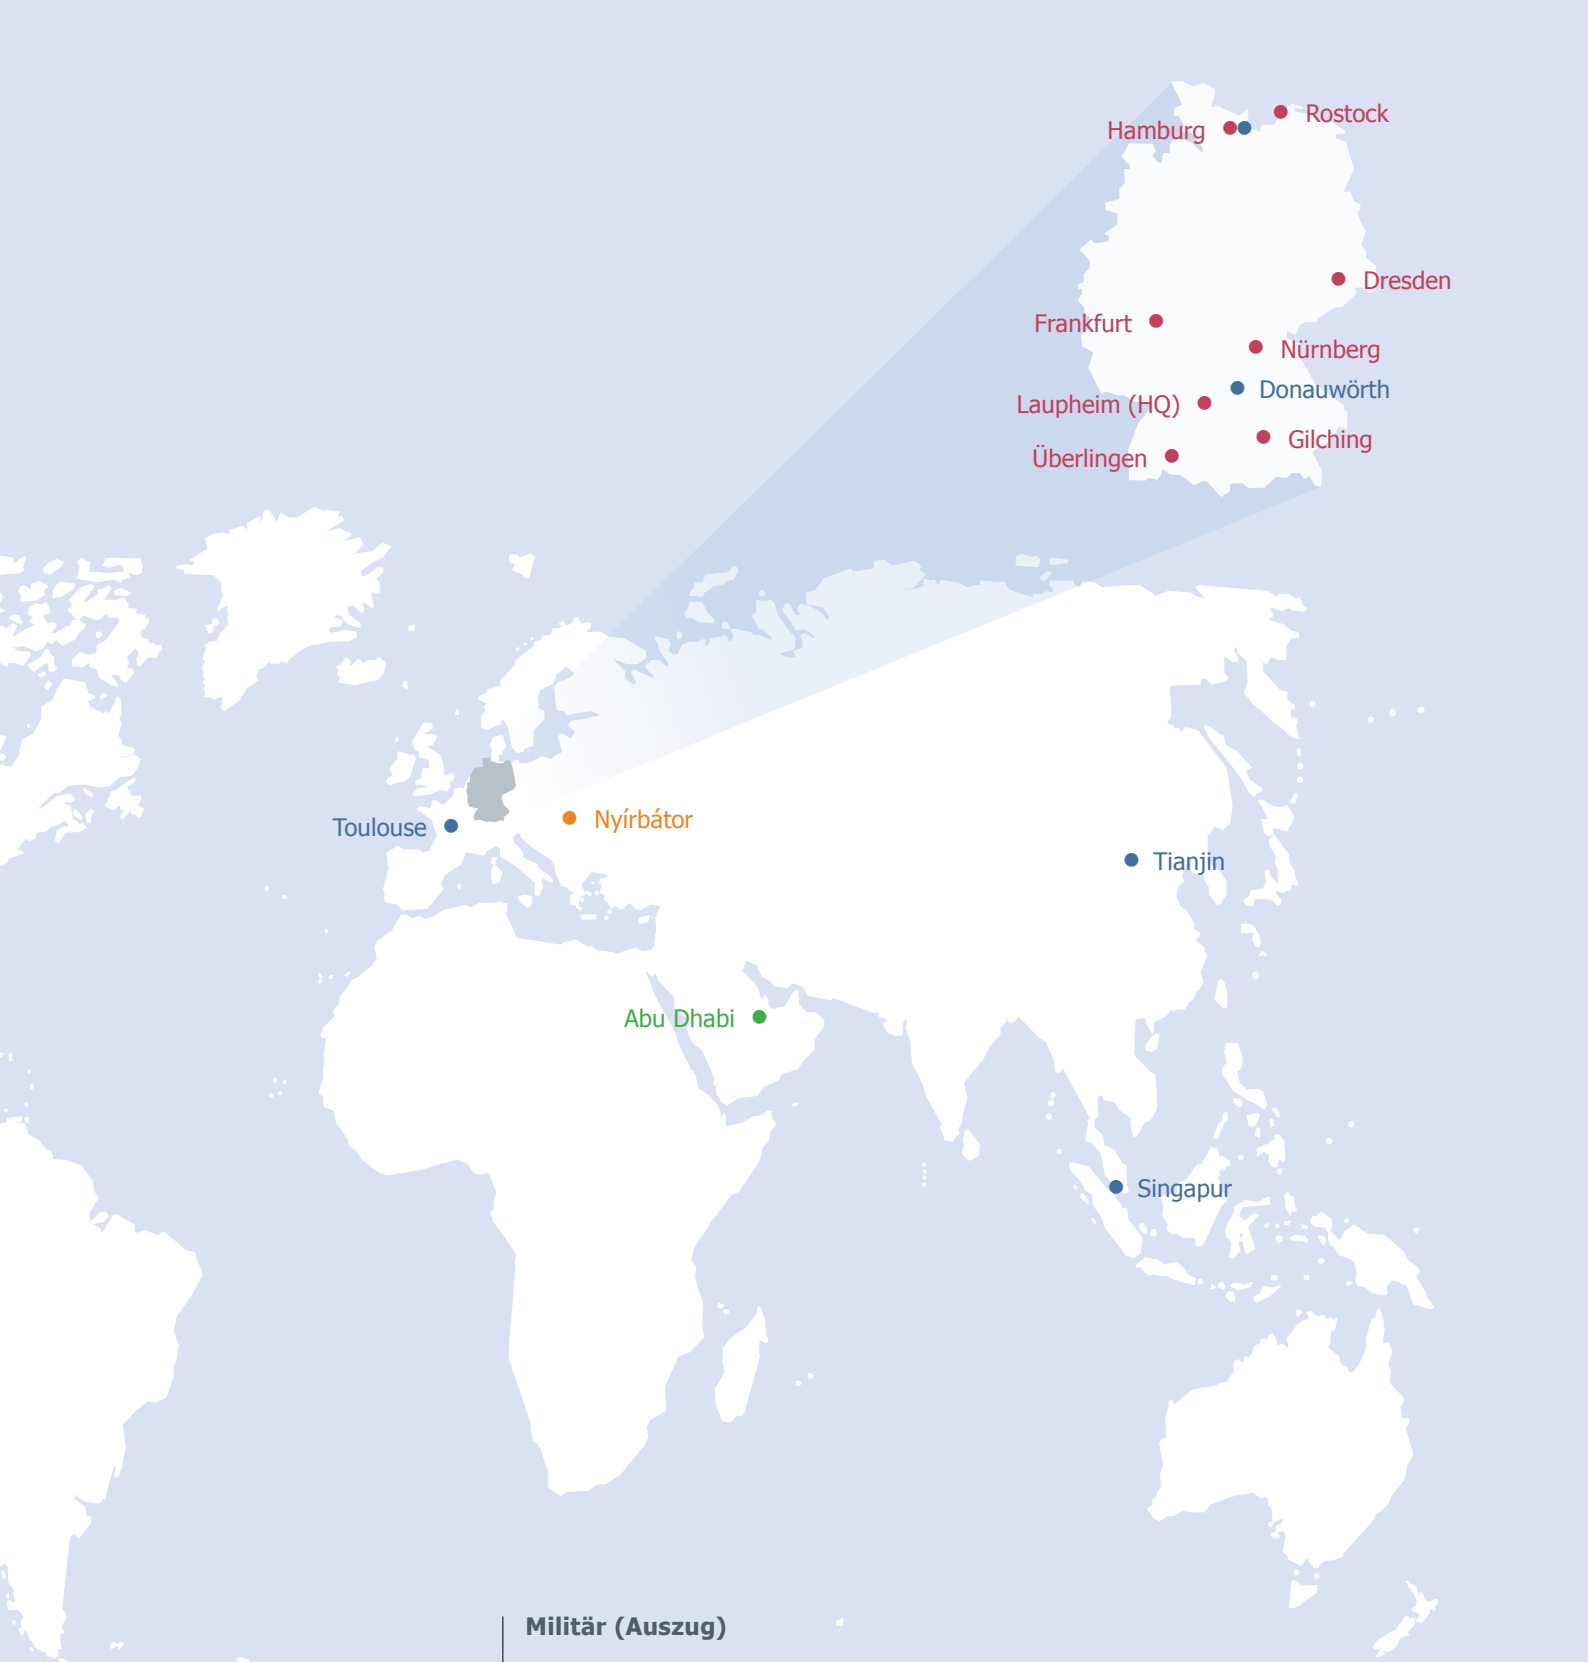 Rostock
Hamburg
Dresden
Frankfurt
Nürnberg
Donauwörth
Laupheim (HQ)
Gilching
Überlingen
Toulouse
Nyírbátor
Tianjin
Abu Dhabi
Singapur
Militär (Auszug)